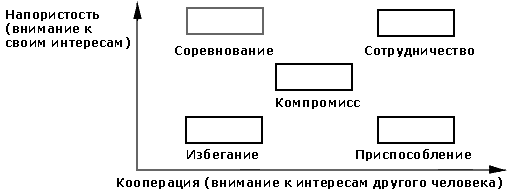 Напористость
(внимание к
своим интересам)
Соревнование
Сотрудничество
Компромисс
Избегание
Приспособление
Кооперация (внимание к интересам другого человека)